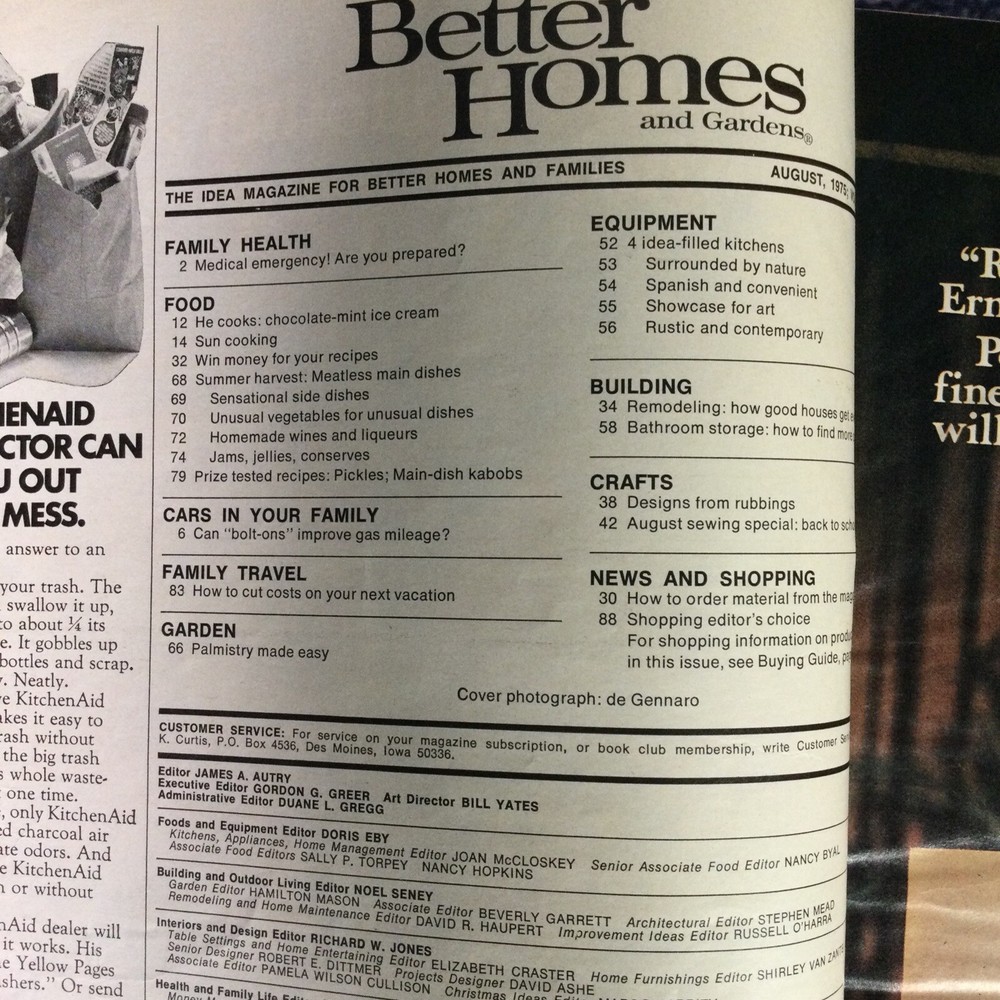 Better
Homes
and Gardens®
THE IDEA MAGAZINE FOR BETTER HOMES AND FAMILIES
AUGUST, 1975;
FAMILY HEALTH
2 Medical emergency! Are you prepared?
FOOD
12 He cooks: chocolate-mint ice cream
14 Sun cooking
32 Win money for your recipes
68 Summer harvest: Meatless main dishes
69 Sensational side dishes
70 Unusual vegetables for unusual dishes
72 Homemade wines and liqueurs
74 Jams, jellies, conserves
79 Prize tested recipes: Pickles; Main-dish kabobs
CARS IN YOUR FAMILY
6 Can "bolt-ons" improve gas mileage?
FAMILY TRAVEL
83 How to cut costs on your next vacation
GARDEN
66 Palmistry made easy
EQUIPMENT
52 4 idea-filled kitchens
53 Surrounded by nature
54 Spanish and convenient
55 Showcase for art
56 Rustic and contemporary
BUILDING
34 Remodeling: how good houses get
58 Bathroom storage: how to find more
CRAFTS
38 Designs from rubbings
42 August sewing special: back to
NEWS AND SHOPPING
30 How to order material from the
88 Shopping editor's choice
For shopping information on
in this issue, see Buying Guide,
Cover photograph: de Gennaro
CUSTOMER SERVICE: For service on your magazine subscription, or book club membership, write Customer
K. Curtis, P.O. Box 4536, Des Moines, Iowa 50336.
Editor JAMES A. AUTRY
Executive Editor GORDON G. GREER Art Director BILL YATES
Administrative Editor DUANE L. GREGG
Foods and Equipment Editor DORIS EBY
Kitchens, Appliances, Home Management Editor JOAN McCLOSKEY Senior Associate Food Editor NANCY BYAL
Associate Food Editors SALLY P. TORPEY NANCY HOPKINS
Building and Outdoor Living Editor NOEL SENEY
Garden Editor HAMILTON MASON Associate Editor BEVERLY GARRETT Architectural Editor STEPHEN MEAD
Remodeling and Home Maintenance Editor DAVID R. HAUPERT Improvement Ideas Editor RUSSELL O'HARRA
Interiors and Design Editor RICHARD W. JONES
Table Settings and Home Entertaining Editor ELIZABETH CRASTER Home Furnishings Editor SHIRLEY VAN
Senior Designer ROBERT E. DITTMER Projects Designer DAVID ASHE
Associate Editor PAMELA WILSON CULLISON Christmas Ideas
Health and Family Life
HENAID
CTOR CAN
U OUT
MESS.
answer to an
your trash. The
swallow it up,
to about ¼ its
e. It gobbles up
bottles and scrap.
y. Neatly.
ve KitchenAid
akes it easy to
rash without
the big trash
s whole waste-
one time.
, only KitchenAid
ed charcoal air
ate odors. And
e KitchenAid
n or without
nAid dealer will
it works. His
e Yellow Pages
shers." Or send
"R
Ern
P
fine
will